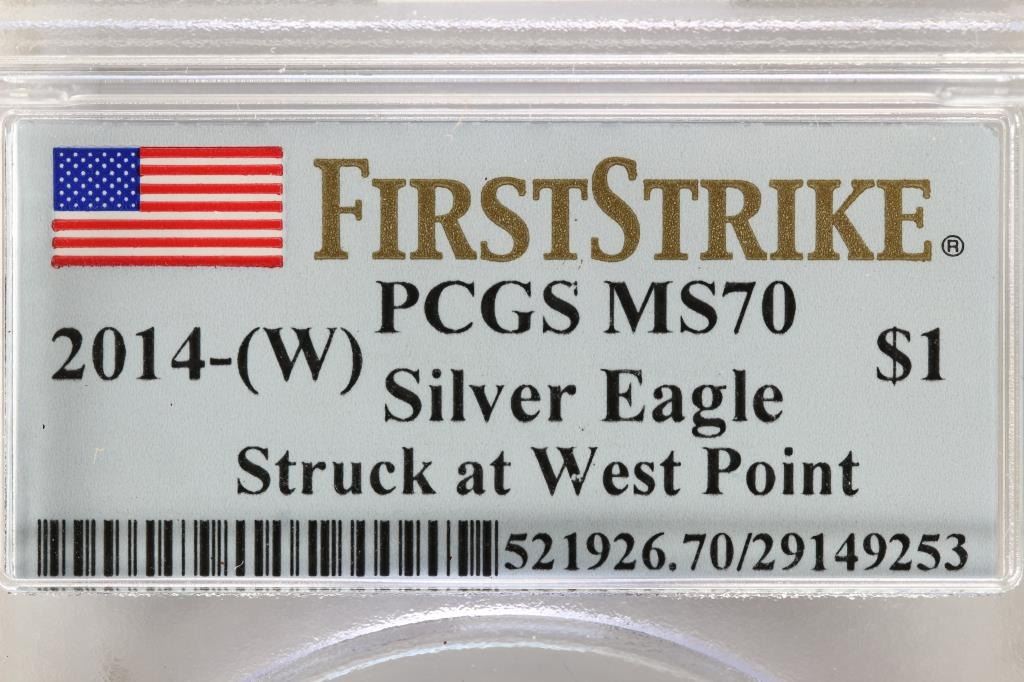 FIRSTSTRIKE®
PCGS MS70
2014-(W) $1
Silver Eagle
Struck at West Point
521926.70/29149253